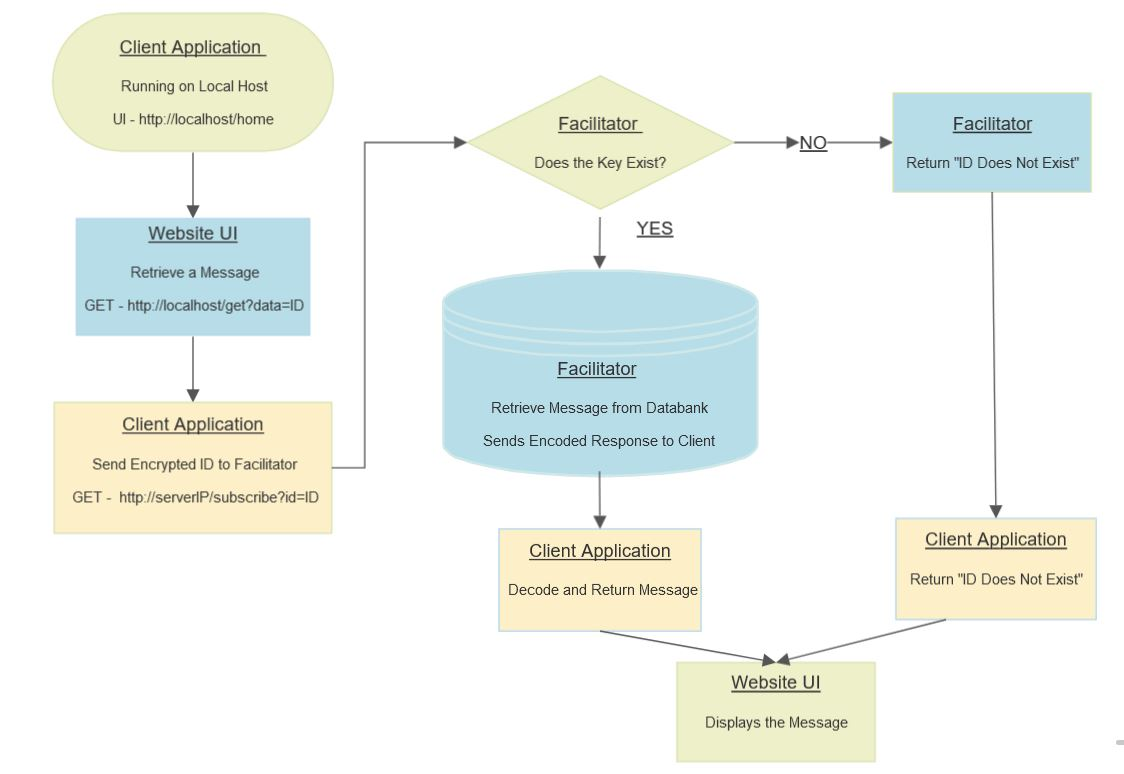 Client Application
Running on Local Host
UI - http://localhost/home
Website UI
Retrieve a Message
GET - http://localhost/get?data=ID
Client Application
Send Encrypted ID to Facilitator
GET -  http://serverIP/subscribe?id=ID
Facilitator
Does the Key Exist?
NO
Facilitator
Return "ID Does Not Exist"
YES
Facilitator
Retrieve Message from Databank
Sends Encoded Response to Client
Client Application
Decode and Return Message
Client Application
Return "ID Does Not Exist"
Website UI
Displays the Message